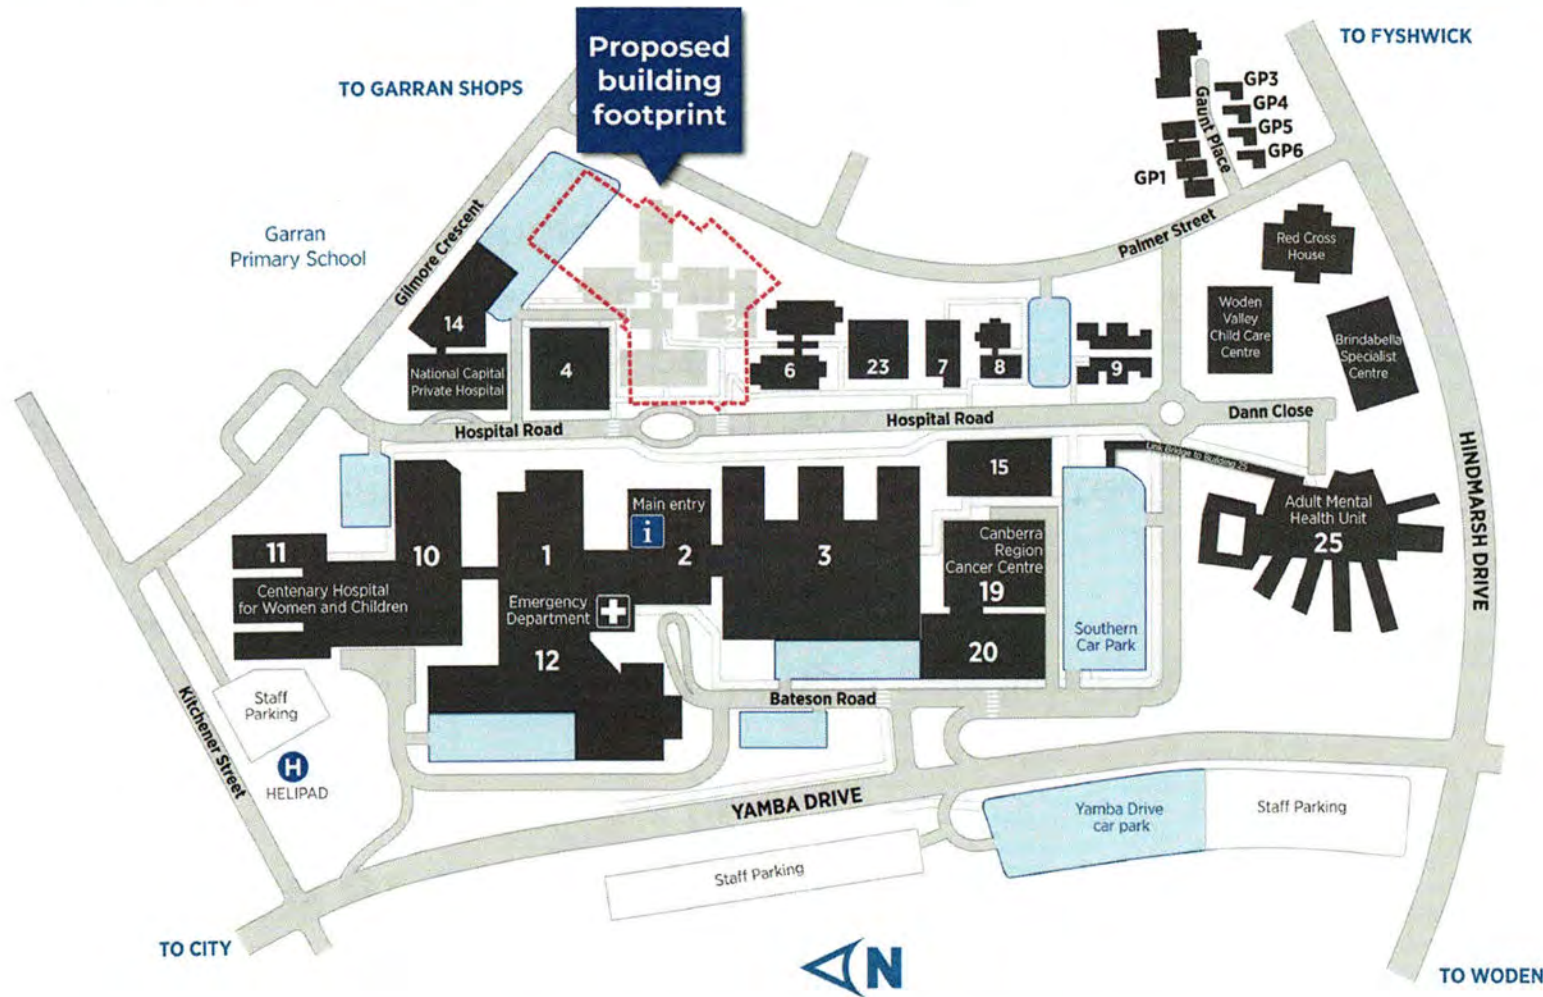 Proposed
building
footprint
TO GARRAN SHOPS
TO FYSHWICK
GP3
GP4
GP5
GP6
GP1
Gaunt Place
Garran
Primary School
Gilmore Crescent
Palmer Street
Red Cross
House
Woden
Valley
Child Care
Centre
Brindabella
Specialist
Centre
14
National Capital
Private Hospital
4
5
24
6
23
7
8
9
Hospital Road
Hospital Road
Dann Close
Link Bridge to Building 25
15
Main entry
i
11
10
1
2
3
Canberra
Region
Cancer Centre
19
Adult Mental
Health Unit
25
HINDMARSH DRIVE
Centenary Hospital
for Women and Children
Emergency
Department
12
20
Southern
Car Park
Bateson Road
Staff
Parking
Kitchener Street
H
HELIPAD
YAMBA DRIVE
Yamba Drive
car park
Staff Parking
Staff Parking
TO CITY
N
TO WODEN